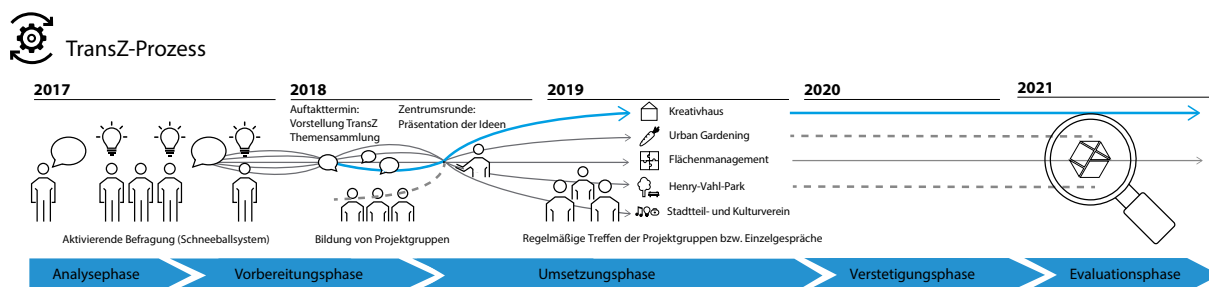 TransZ-Prozess
2017
2018
2019
2020
2021
Auftakttermin:
Vorstellung TransZ
Themensammlung
Zentrumsrunde:
Präsentation der Ideen
Kreativhaus
Urban Gardening
Flächenmanagement
Henry-Vahl-Park
Stadtteil- und Kulturverein
Aktivierende Befragung (Schneeballsystem)
Bildung von Projektgruppen
Regelmäßige Treffen der Projektgruppen bzw. Einzelgespräche
Analysephase
Vorbereitungsphase
Umsetzungsphase
Verstetigungsphase
Evaluationsphase